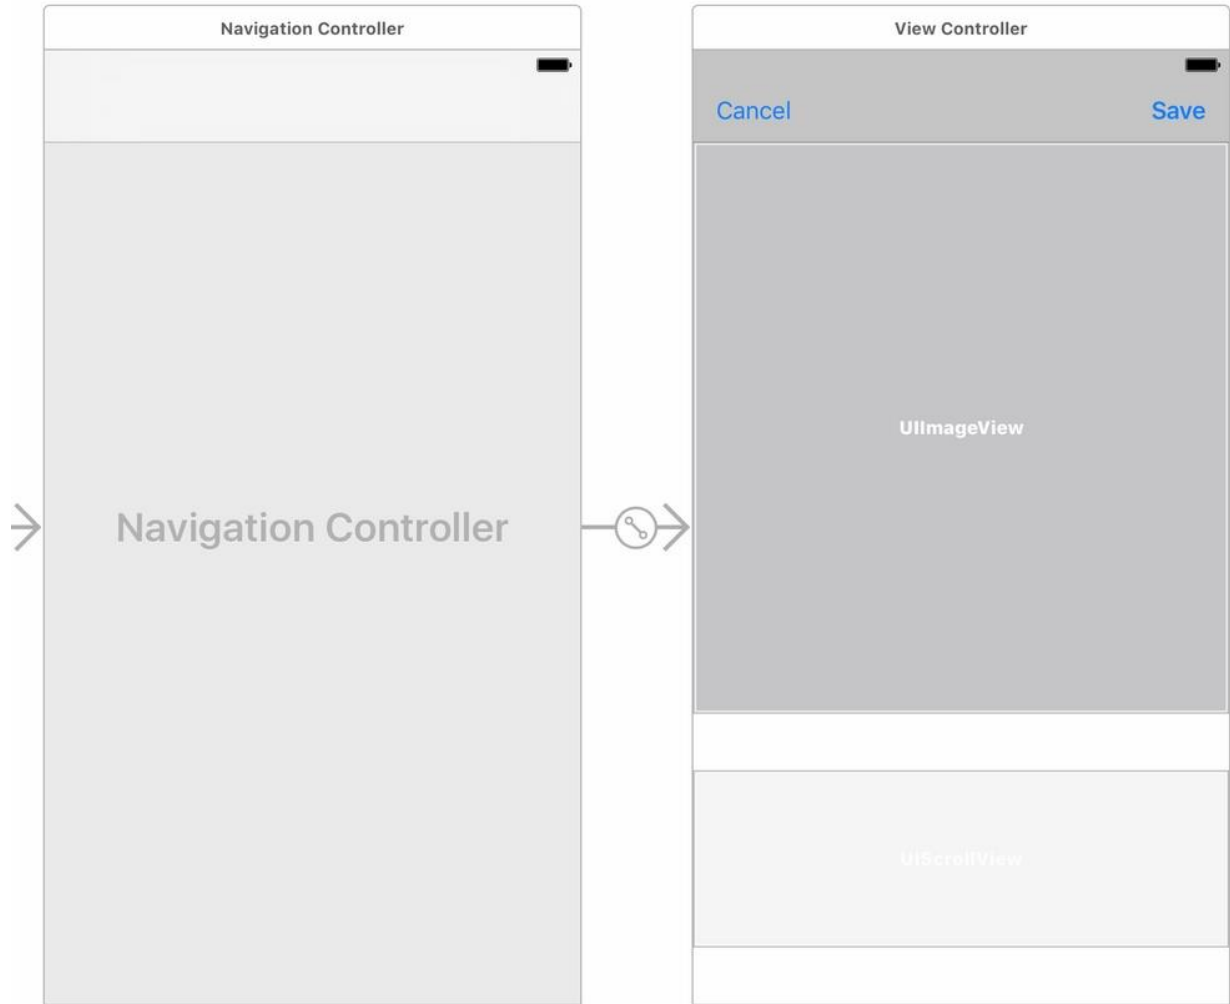 Navigation Controller
View Controller
Cancel
Save
UIImageView
Navigation Controller
UIScrollView